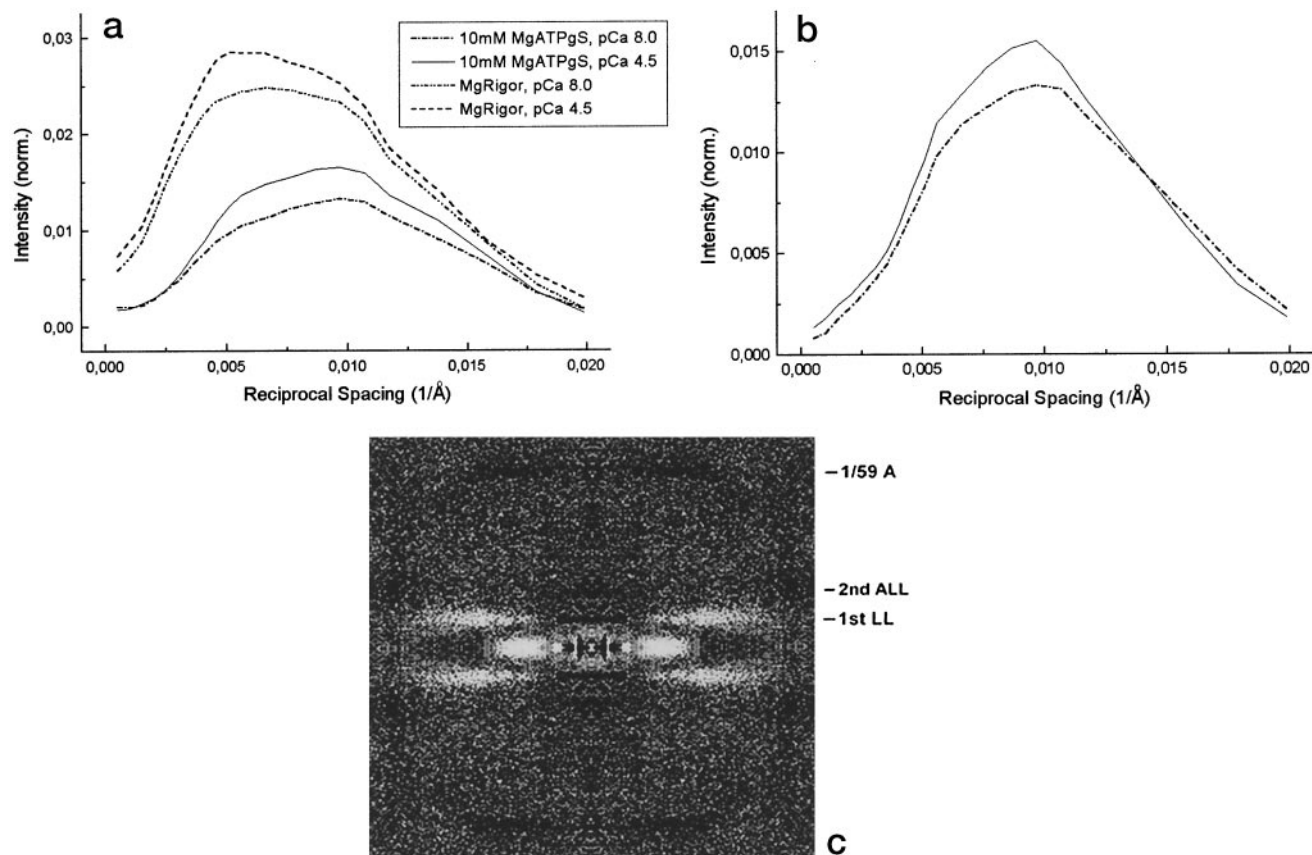 a
0,03
0,02
0,01
0,00
Intensity (norm.)
10mM MgATPgS, pCa 8.0
10mM MgATPgS, pCa 4.5
MgRigor, pCa 8.0
MgRigor, pCa 4.5
0,000 0,005 0,010 0,015 0,020
Reciprocal Spacing (1/Å)
b
0,015
0,010
0,005
0,000
Intensity (norm.)
0,000 0,005 0,010 0,015 0,020
Reciprocal Spacing (1/Å)
–1/59 A
–2nd ALL
–1st LL
c